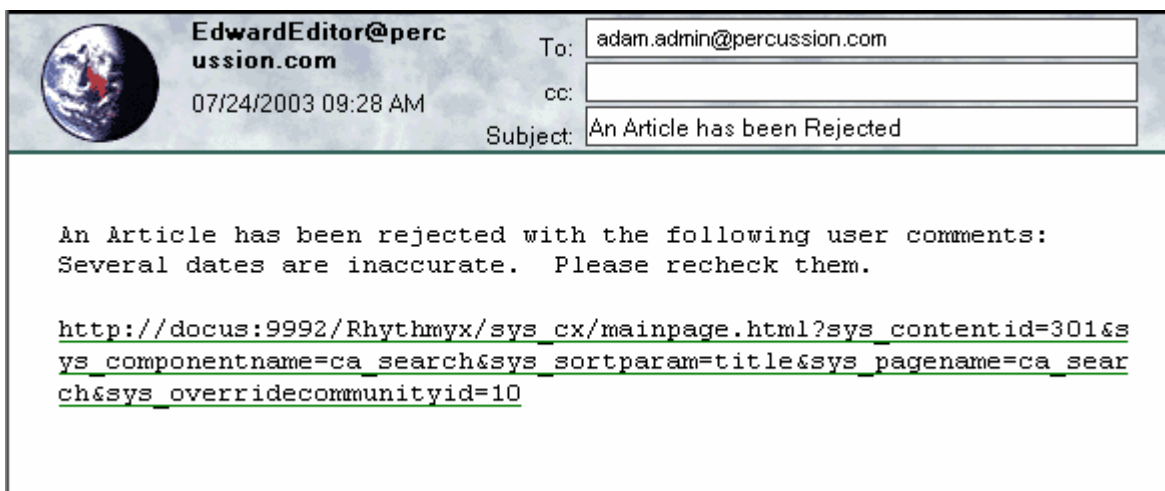 EdwardEditor@perc
ussion.com
07/24/2003 09:28 AM
To: adam.admin@percussion.com
cc:
Subject: An Article has been Rejected
An Article has been rejected with the following user comments:
Several dates are inaccurate.  Please recheck them.
http://docus:9992/Rhythmyx/sys_cx/mainpage.html?sys_contentid=301&s
ys_componentname=ca_search&sys_sortparam=title&sys_pagename=ca_sear
ch&sys_overridecommunityid=10